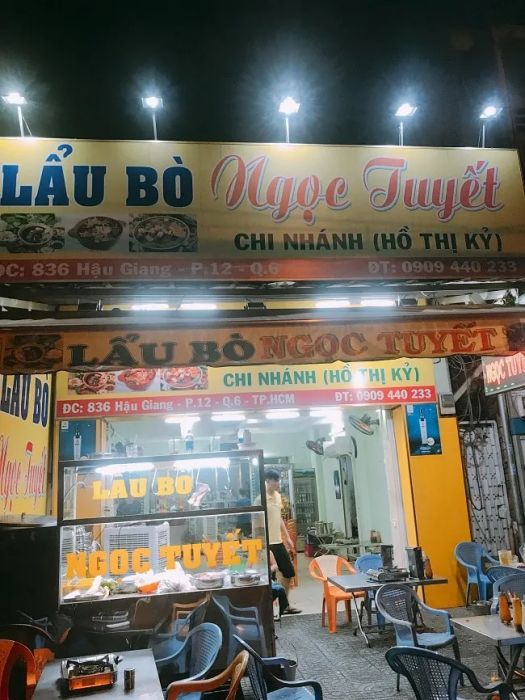 LẨU BÒ Ngọc Tuyết
CHI NHÁNH (HỒ THỊ KỶ)
ĐC: 836 Hậu Giang - P.12 - Q.6
ĐT: 0909 440 233
LẨU BÒ NGỌC TUYẾT
CHI NHÁNH (HỒ THỊ KỶ)
ĐC: 836 Hậu Giang - P.12 - Q.6 - TP.HCM
ĐT: 0909 440 233
NGỌC TUYẾT
LẨU BÒ
Ngọc Tuyết
LẨU BÒ
NGỌC TUYẾT